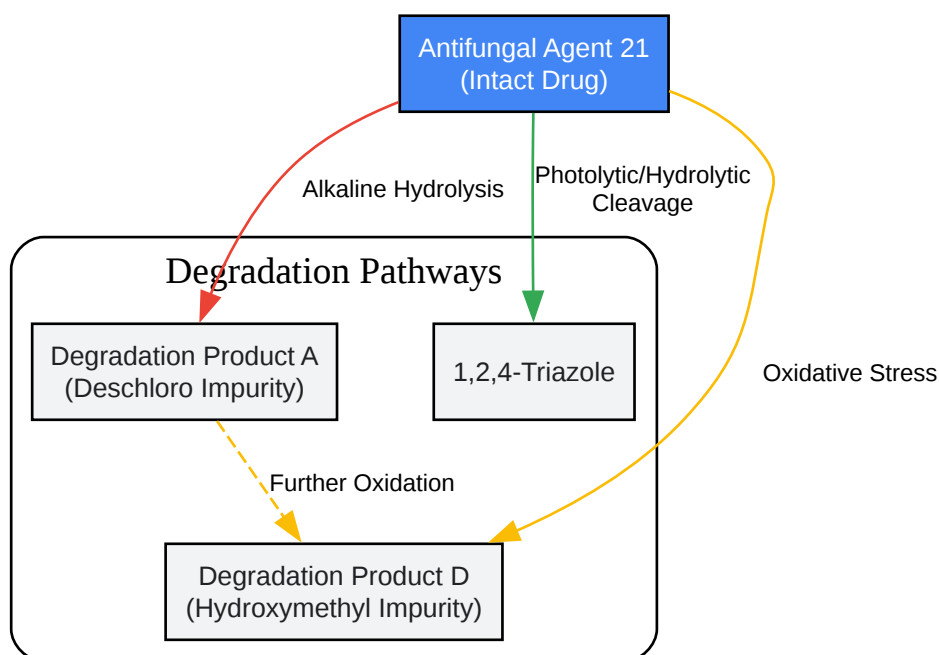 Antifungal Agent 21
(Intact Drug)
Alkaline Hydrolysis
Photolytic/Hydrolytic
Cleavage
Degradation Pathways
Degradation Product A
(Deschloro Impurity)
1,2,4-Triazole
Oxidative Stress
Further Oxidation
Degradation Product D
(Hydroxymethyl Impurity)